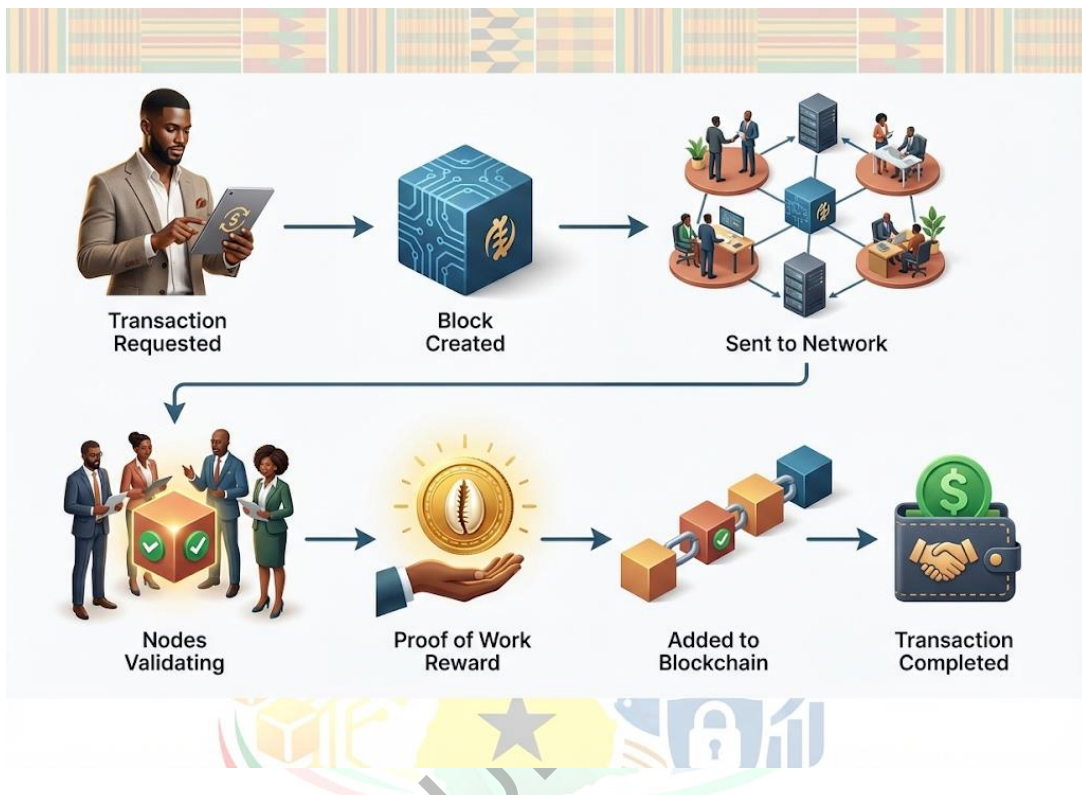 Transaction
Requested
Block
Created
Sent to Network
Nodes
Validating
Proof of Work
Reward
Added to
Blockchain
Transaction
Completed